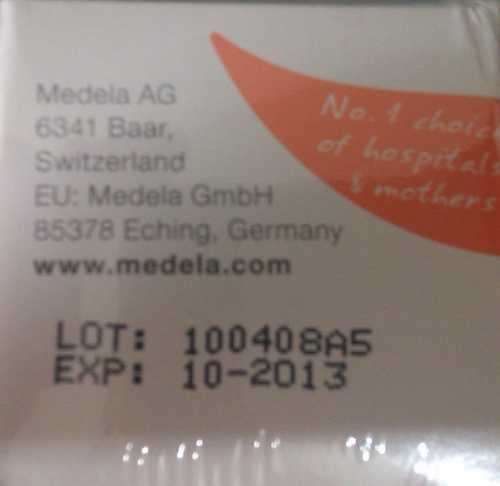 Medela AG
6341 Baar,
Switzerland
EU: Medela GmbH
85378 Eching, Germany
www.medela.com
No. 1 choic
of hospitals
& mothers
LOT: 100408A5
EXP: 10-2013